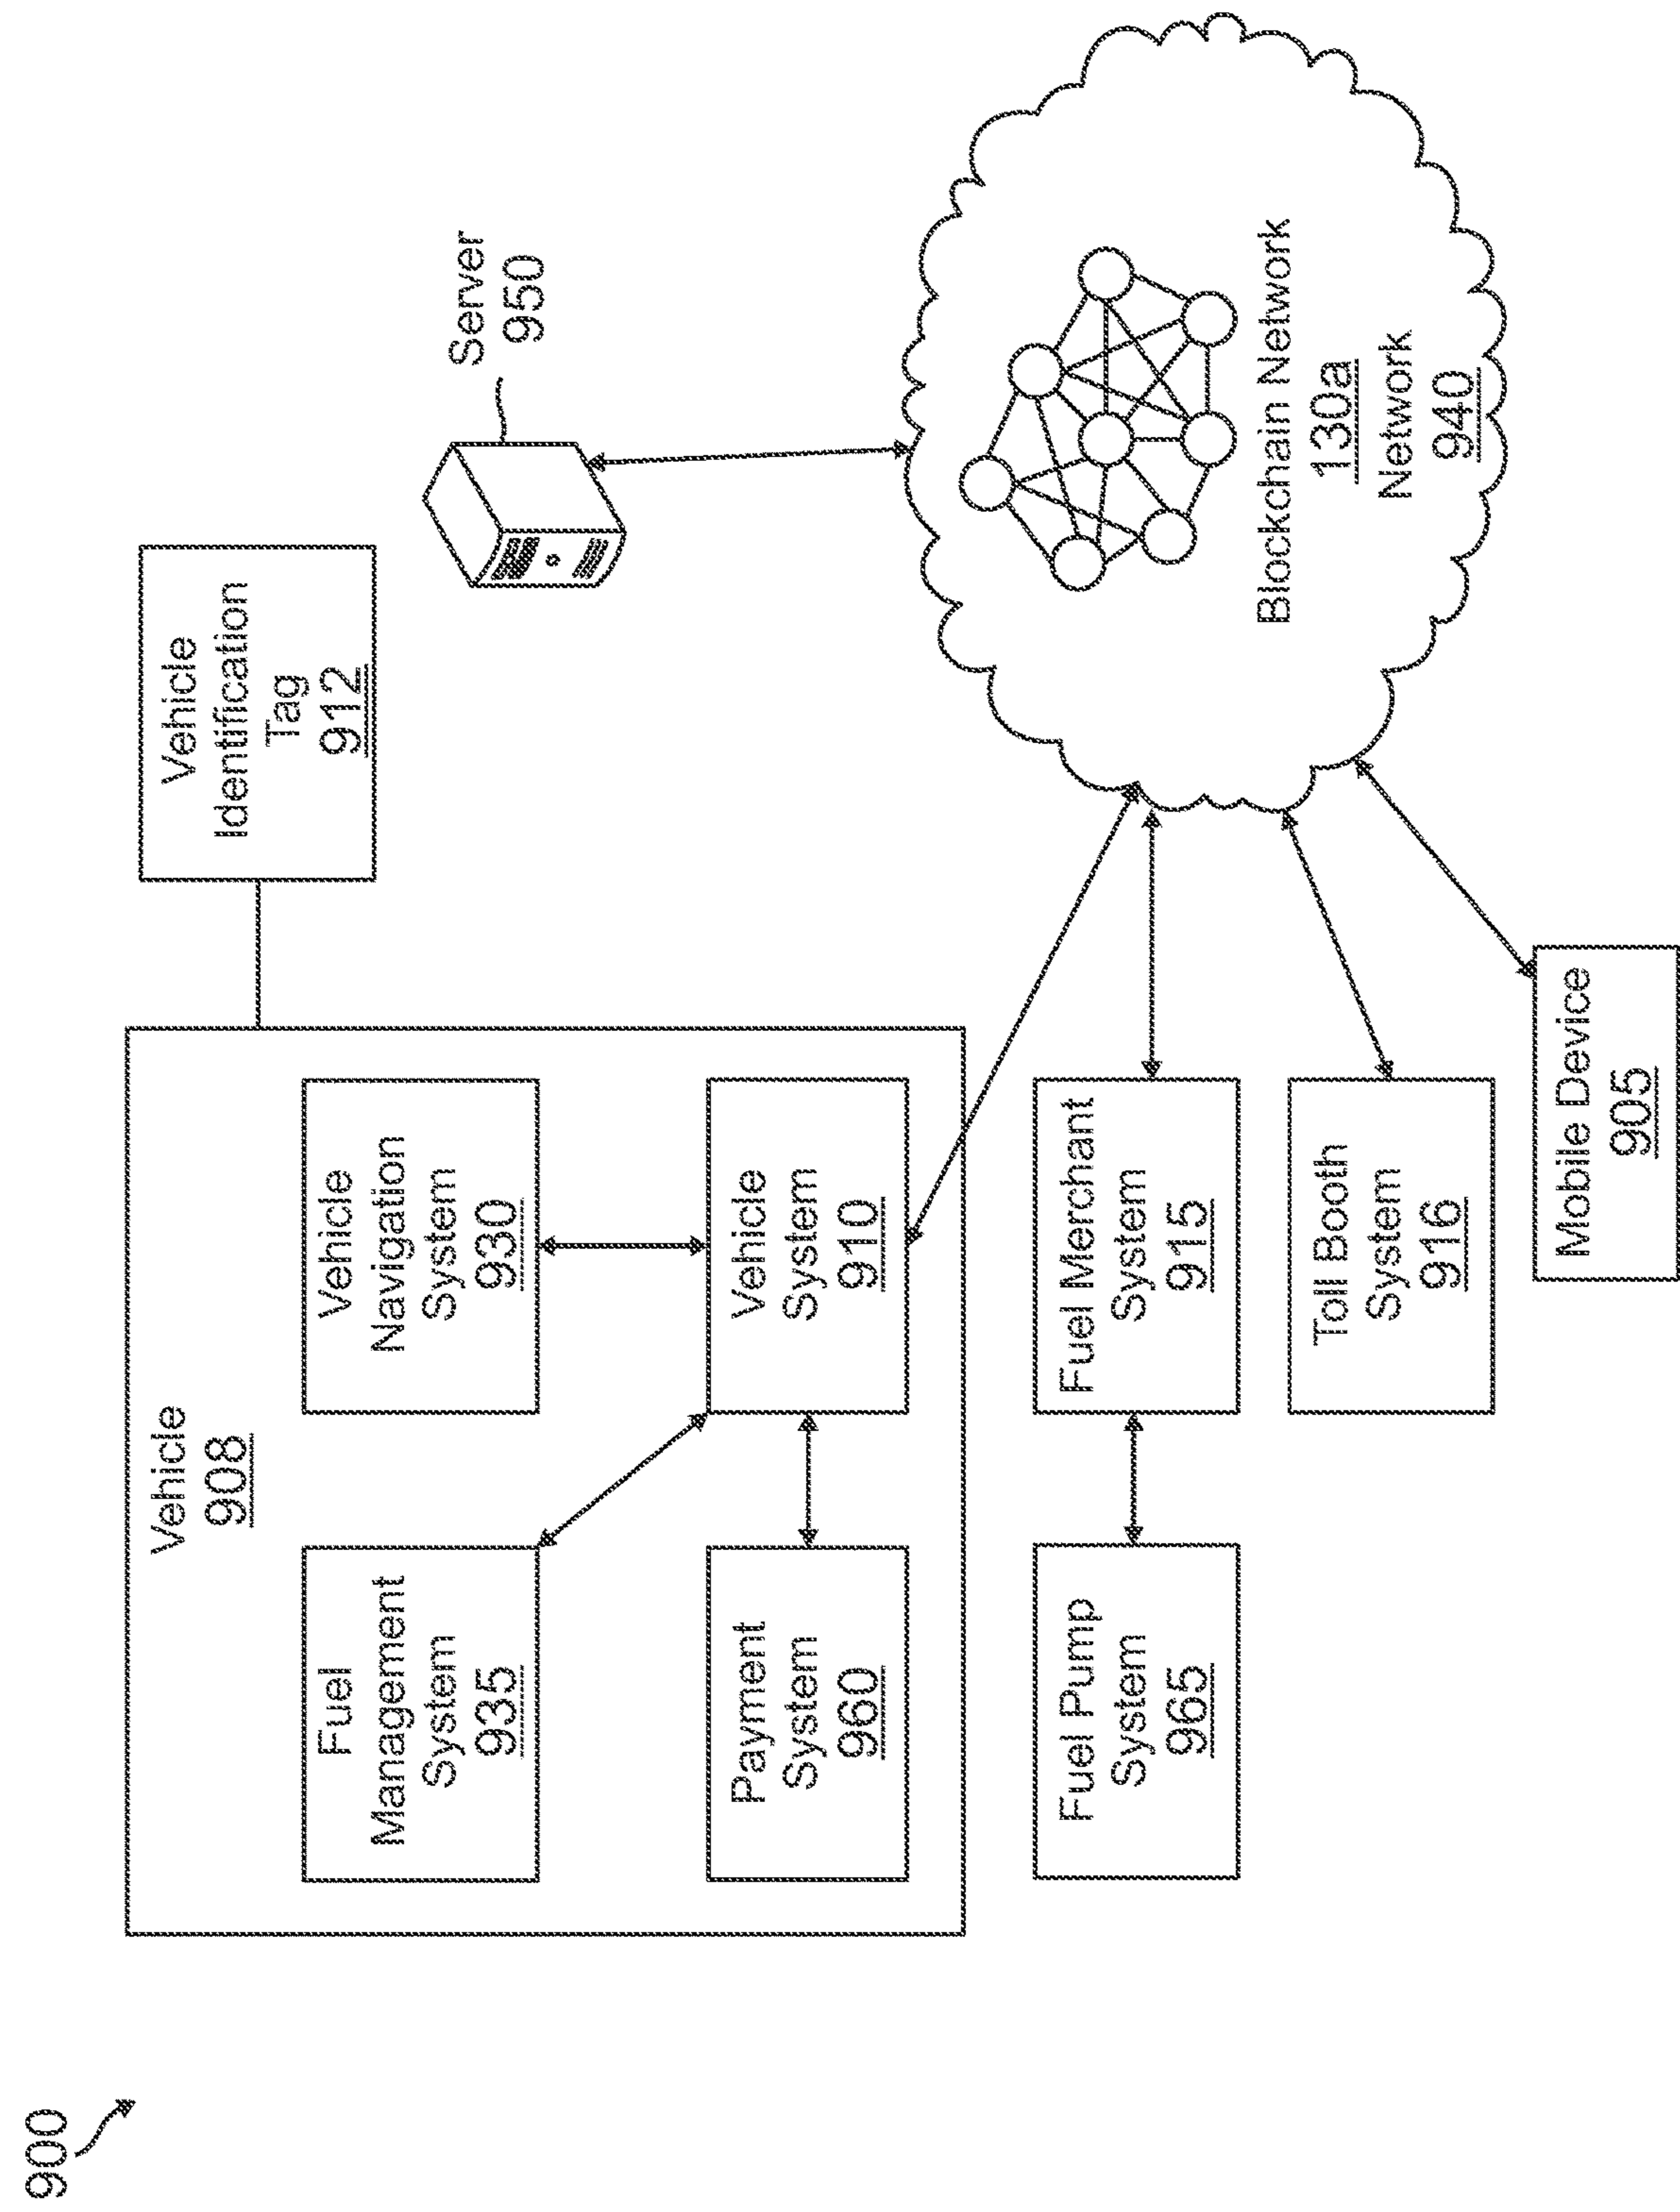 900
Vehicle
908
Fuel
Management
System
935
Vehicle
Navigation
System
930
Payment
System
960
Vehicle
System
910
Vehicle
Identification
Tag
912
Server
950
Fuel Pump
System
965
Fuel Merchant
System
915
Toll Booth
System
916
Mobile Device
905
Blockchain Network
130a
Network
940